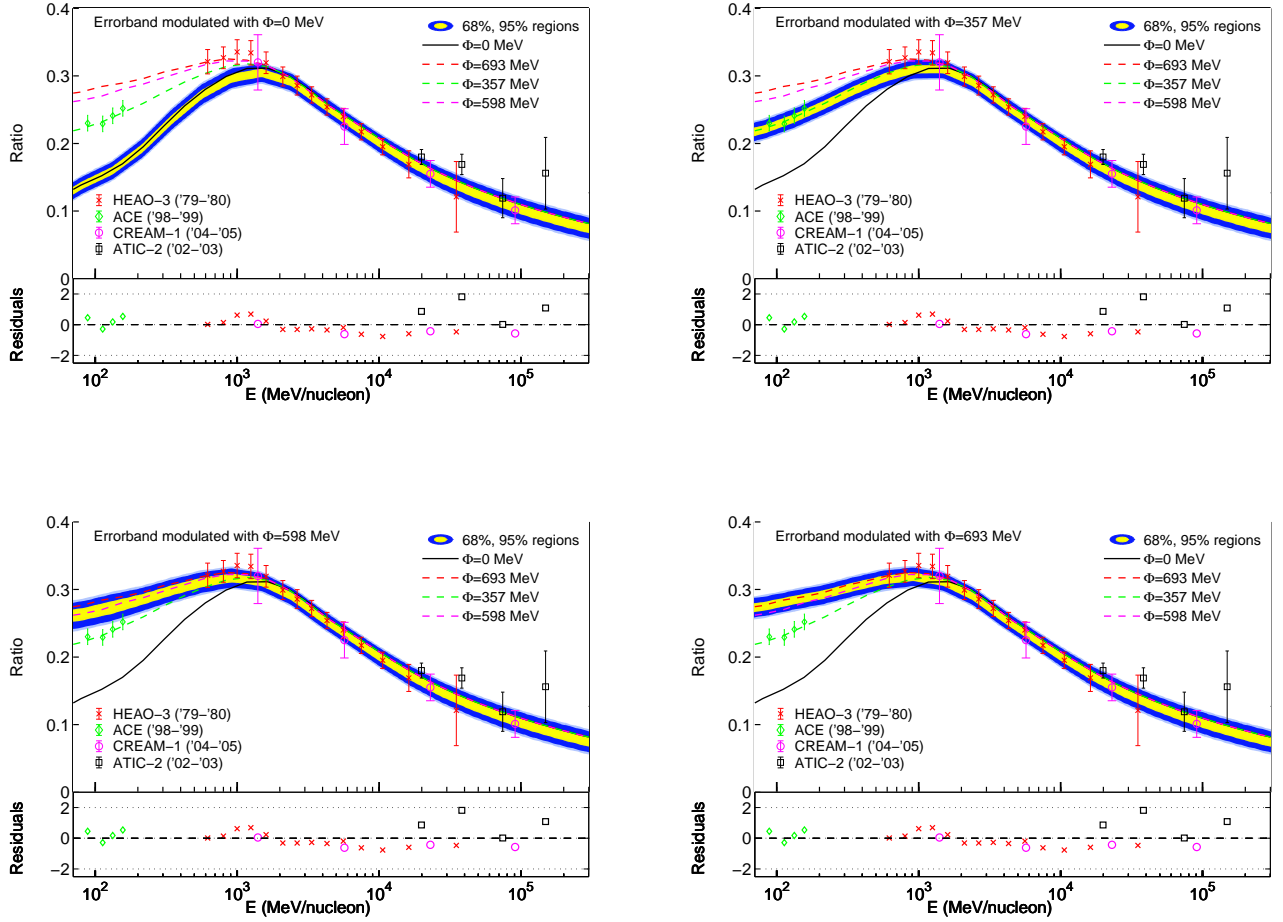 Errorband modulated with Φ=0 MeV
68%, 95% regions
Φ=0 MeV
Φ=693 MeV
Φ=357 MeV
Φ=598 MeV
HEAO−3 ('79−'80)
ACE ('98−'99)
CREAM−1 ('04−'05)
ATIC−2 ('02−'03)
Ratio
0.4
0.3
0.2
0.1
0
Residuals
2
0
−2
10^2
10^3
10^4
10^5
E (MeV/nucleon)
Errorband modulated with Φ=357 MeV
68%, 95% regions
Φ=0 MeV
Φ=693 MeV
Φ=357 MeV
Φ=598 MeV
HEAO−3 ('79−'80)
ACE ('98−'99)
CREAM−1 ('04−'05)
ATIC−2 ('02−'03)
Ratio
0.4
0.3
0.2
0.1
0
Residuals
2
0
−2
10^2
10^3
10^4
10^5
E (MeV/nucleon)
Errorband modulated with Φ=598 MeV
68%, 95% regions
Φ=0 MeV
Φ=693 MeV
Φ=357 MeV
Φ=598 MeV
HEAO−3 ('79−'80)
ACE ('98−'99)
CREAM−1 ('04−'05)
ATIC−2 ('02−'03)
Ratio
0.4
0.3
0.2
0.1
0
Residuals
2
0
−2
10^2
10^3
10^4
10^5
E (MeV/nucleon)
Errorband modulated with Φ=693 MeV
68%, 95% regions
Φ=0 MeV
Φ=693 MeV
Φ=357 MeV
Φ=598 MeV
HEAO−3 ('79−'80)
ACE ('98−'99)
CREAM−1 ('04−'05)
ATIC−2 ('02−'03)
Ratio
0.4
0.3
0.2
0.1
0
Residuals
2
0
−2
10^2
10^3
10^4
10^5
E (MeV/nucleon)